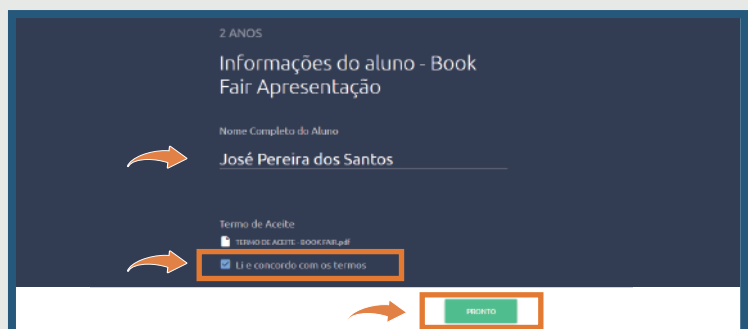 2 ANOS
Informações do aluno - Book
Fair Apresentação
Nome Completo do Aluno
José Pereira dos Santos
Termo de Aceite
TERMO DE ACEITE - BOOK FAIR.pdf
Li e concordo com os termos
PRONTO